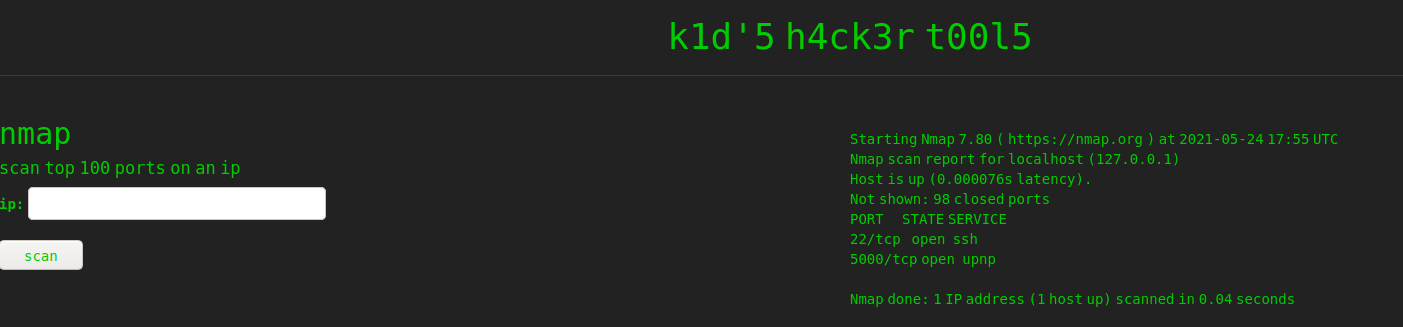 k1d'5 h4ck3r t00l5
nmap
scan top 100 ports on an ip
ip:
scan
Starting Nmap 7.80 ( https://nmap.org ) at 2021-05-24 17:55 UTC
Nmap scan report for localhost (127.0.0.1)
Host is up (0.000076s latency).
Not shown: 98 closed ports
PORT STATE SERVICE
22/tcp open ssh
5000/tcp open upnp
Nmap done: 1 IP address (1 host up) scanned in 0.04 seconds